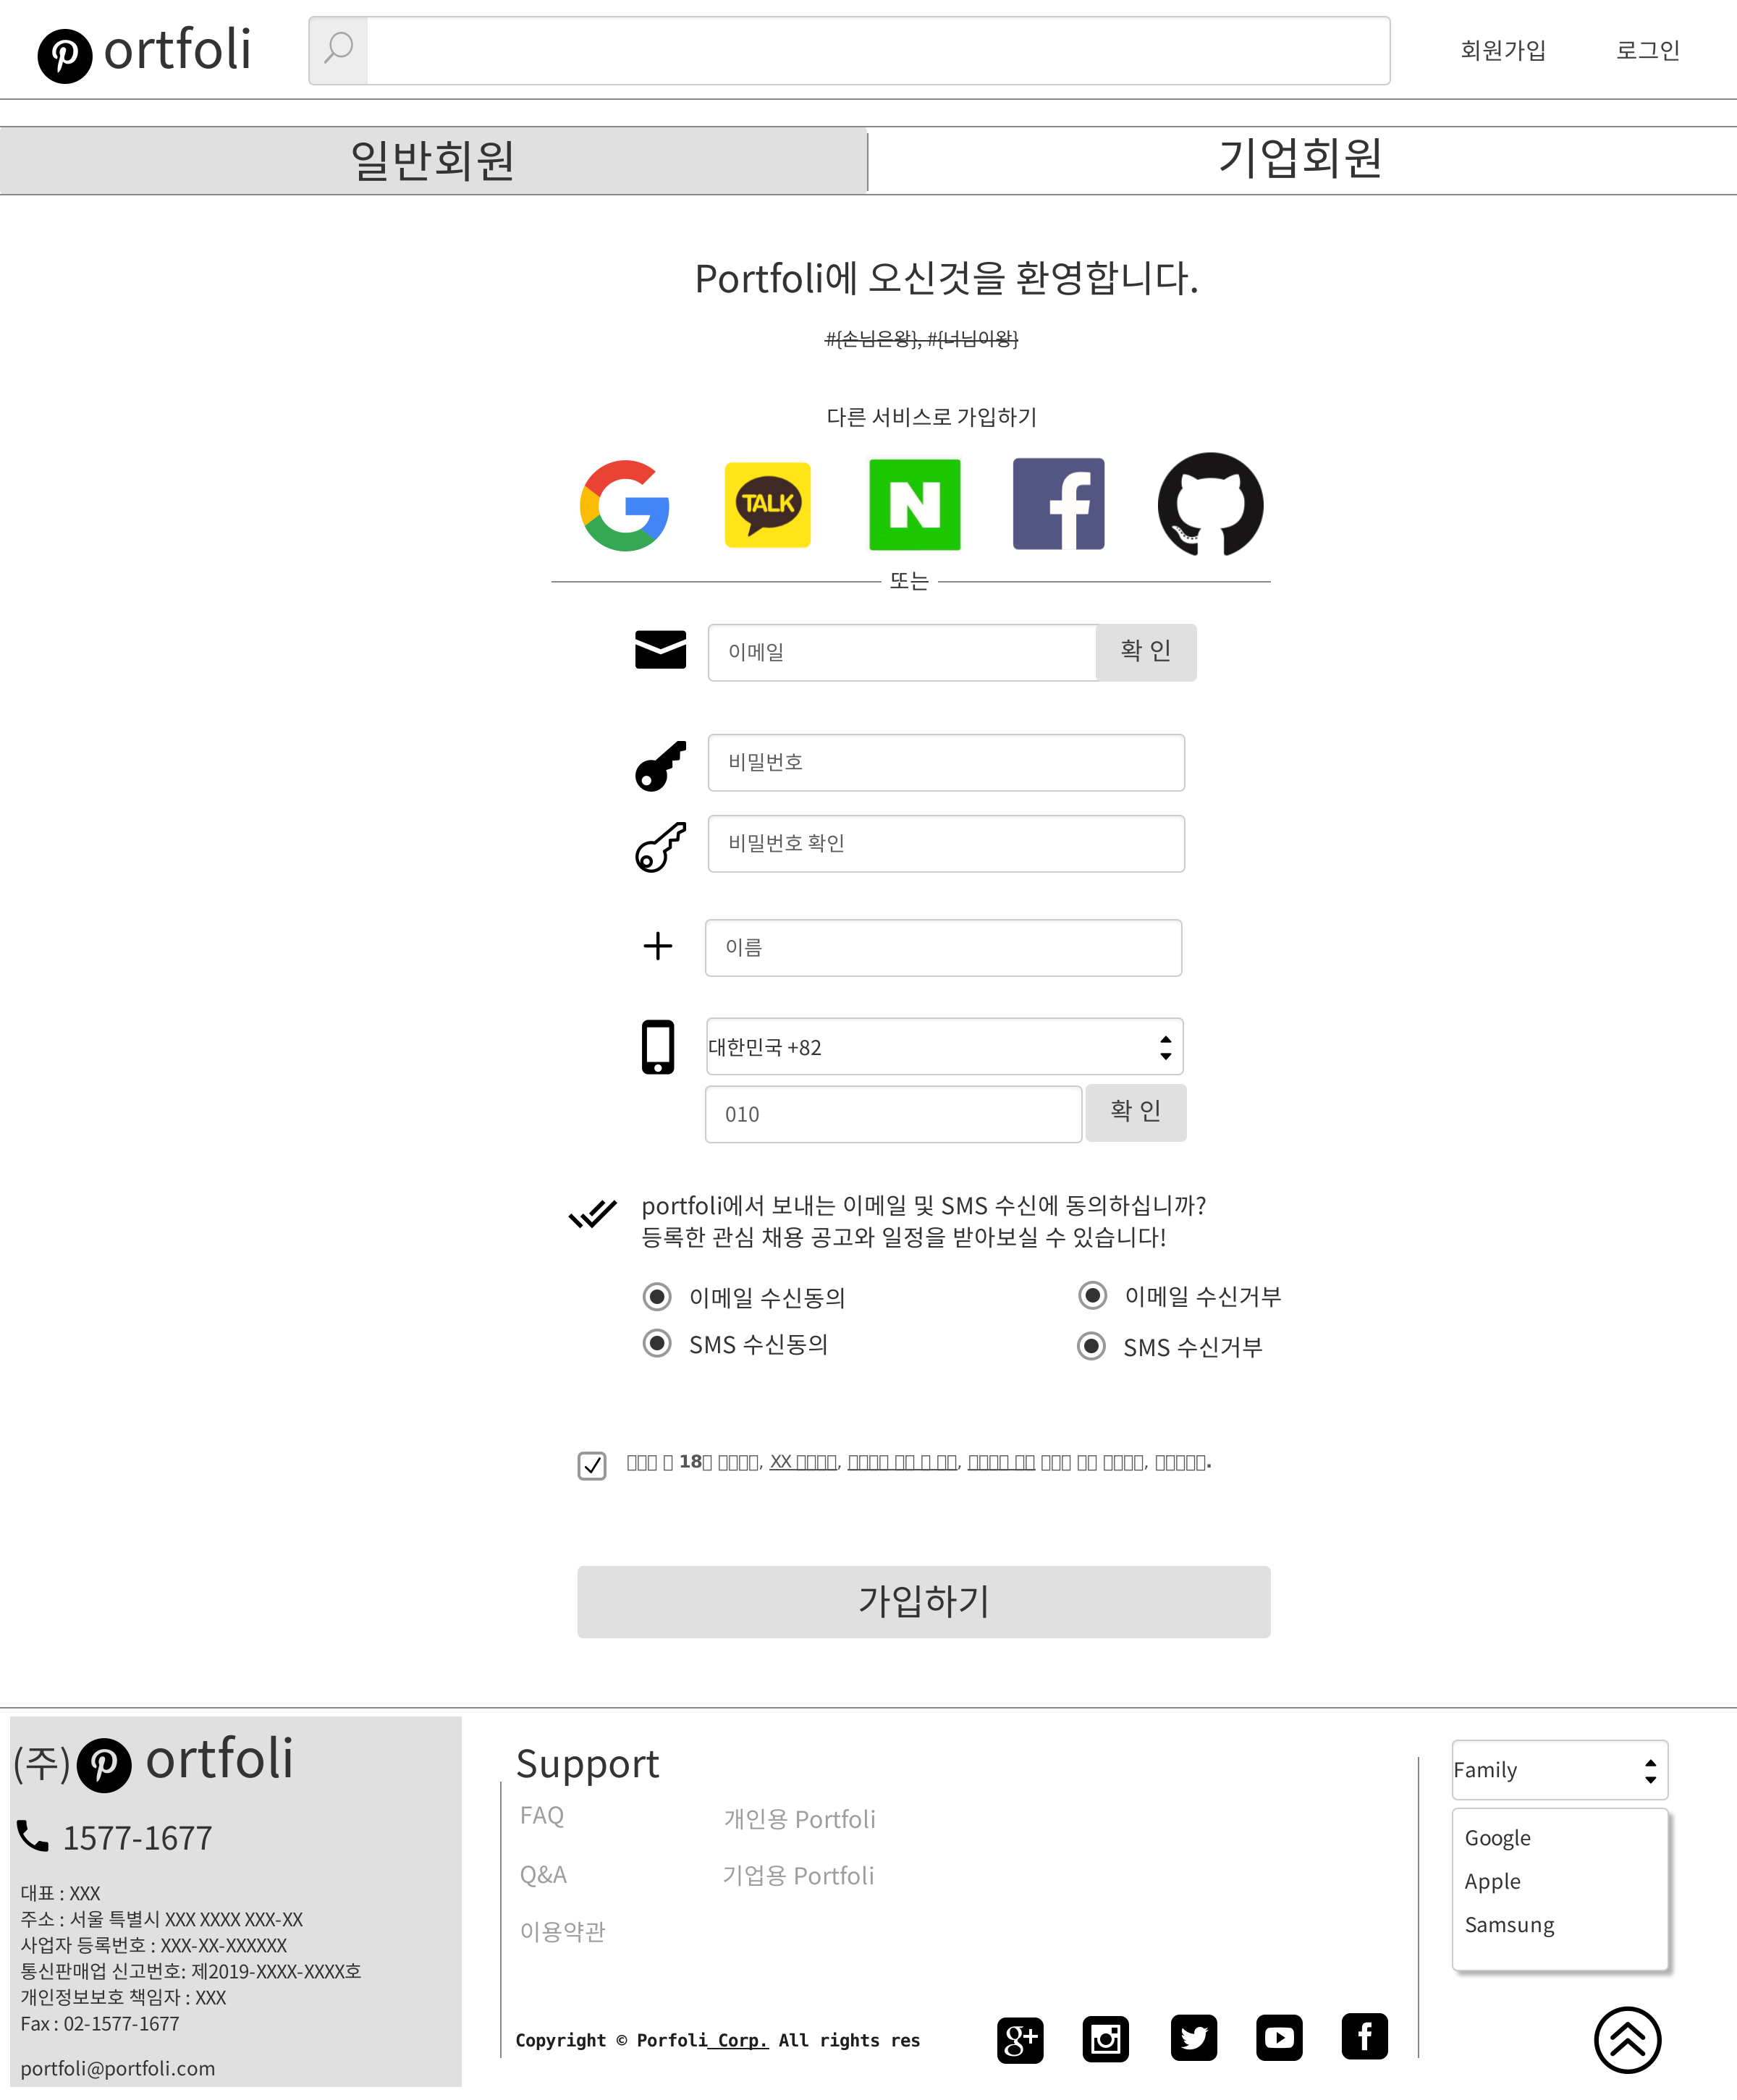 ortfoli
회원가입
로그인
일반회원
기업회원
Portfoli에 오신것을 환영합니다.
#{손님은왕}, #{너님이왕}
다른 서비스로 가입하기
TALK
또는
이메일
확 인
비밀번호
비밀번호 확인
이름
대한민국 +82
010
확 인
portfoli에서 보내는 이메일 및 SMS 수신에 동의하십니까?
등록한 관심 채용 공고와 일정을 받아보실 수 있습니다!
이메일 수신동의
이메일 수신거부
SMS 수신동의
SMS 수신거부
18
XX
가입하기
(주) ortfoli
1577-1677
대표 : XXX
주소 : 서울 특별시 XXX XXXX XXX-XX
사업자 등록번호 : XXX-XX-XXXXXX
통신판매업 신고번호: 제2019-XXXX-XXXX호
개인정보보호 책임자 : XXX
Fax : 02-1577-1677
portfoli@portfoli.com
Support
FAQ
개인용 Portfoli
Q&A
기업용 Portfoli
이용약관
Copyright © Porfoli Corp. All rights res
Family
Google
Apple
Samsung